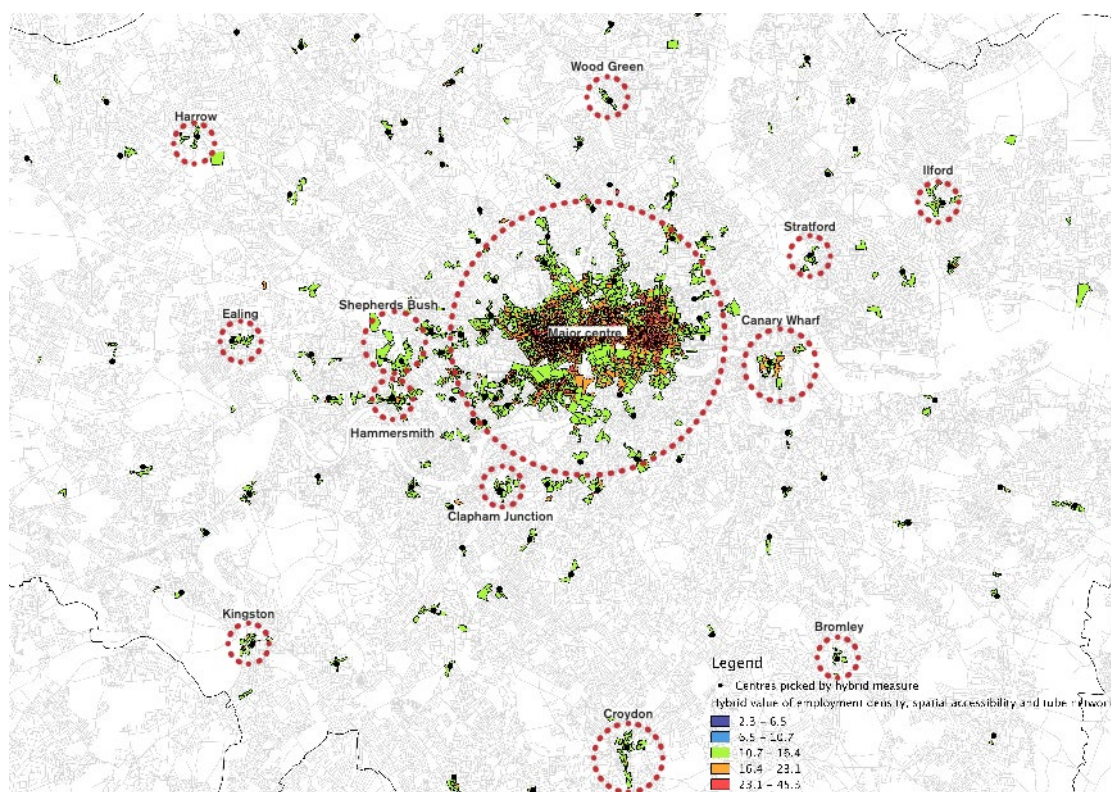 Wood Green
Harrow
Ilford
Stratford
Shepherds Bush
Ealing
Major centre
Canary Wharf
Hammersmith
Clapham Junction
Kingston
Bromley
Croydon
Legend
Centres picked by hybrid measure
Hybrid value of employment density, spatial accessibility and tube network
2.3 - 6.5
6.5 - 10.7
10.7 - 16.4
16.4 - 23.1